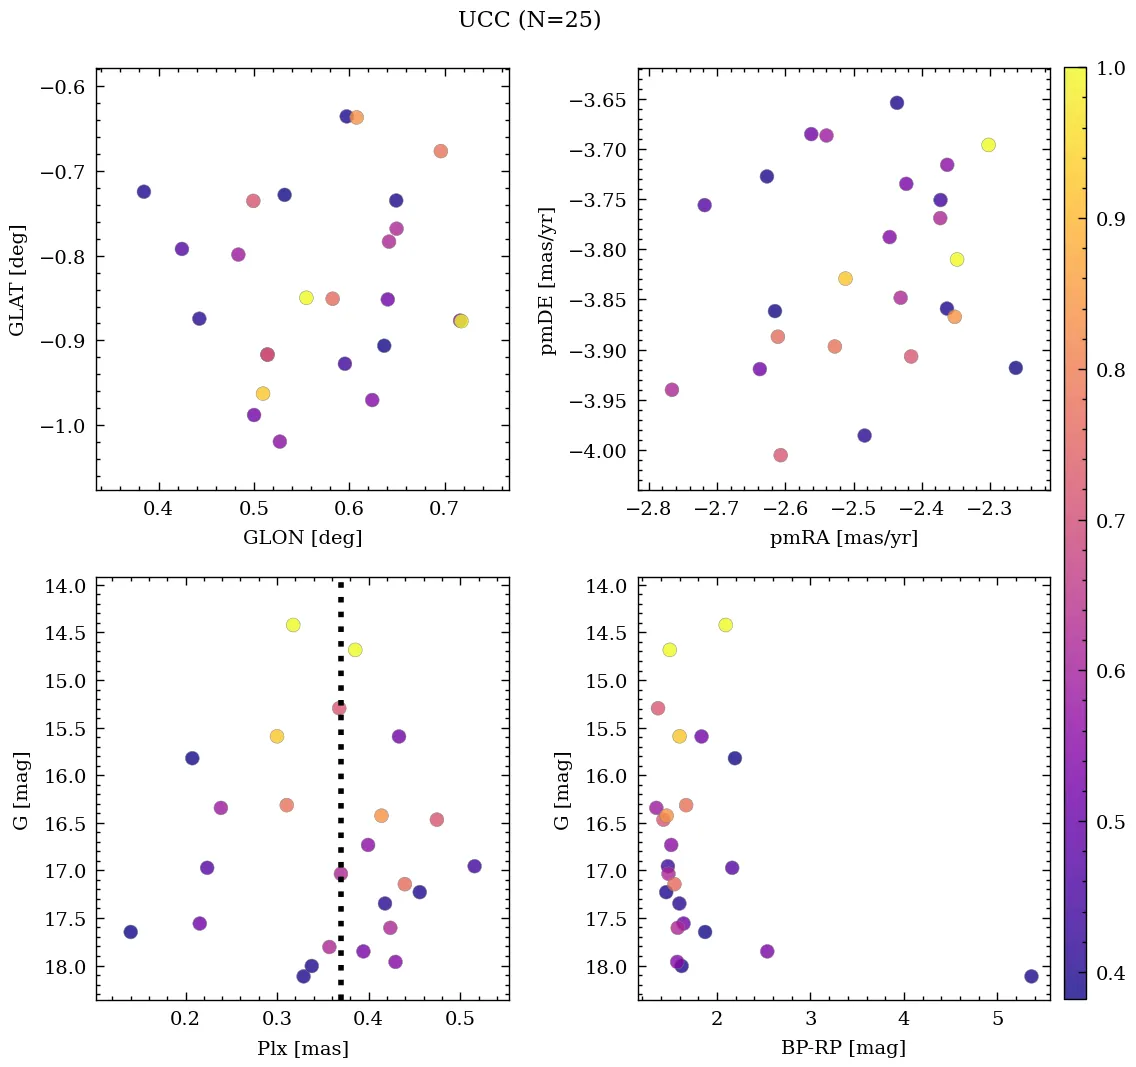 UCC (N=25)
−0.6
−0.7
−0.8
−0.9
−1.0
GLAT [deg]
0.4 0.5 0.6 0.7
GLON [deg]
−3.65
−3.70
−3.75
−3.80
−3.85
−3.90
−3.95
−4.00
pmDE [mas/yr]
−2.8 −2.7 −2.6 −2.5 −2.4 −2.3
pmRA [mas/yr]
14.0
14.5
15.0
15.5
16.0
16.5
17.0
17.5
18.0
G [mag]
0.2 0.3 0.4 0.5
Plx [mas]
14.0
14.5
15.0
15.5
16.0
16.5
17.0
17.5
18.0
G [mag]
2 3 4 5
BP-RP [mag]
1.0
0.9
0.8
0.7
0.6
0.5
0.4